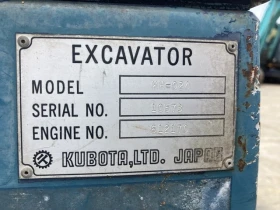 EXCAVATOR
MODEL
SERIAL NO.
ENGINE NO.
KUBOTA, LTD. JAPAN